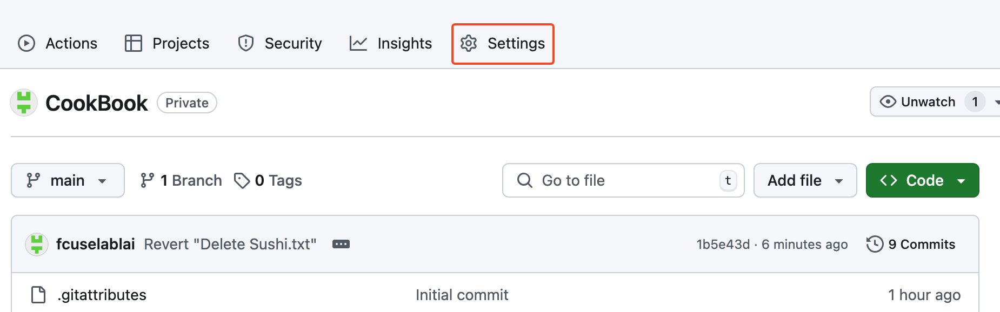 Actions Projects Security Insights Settings
CookBook Private Unwatch 1
main 1 Branch 0 Tags Go to file t Add file Code
fcuselablai Revert "Delete Sushi.txt" 1b5e43d · 6 minutes ago 9 Commits
.gitattributes Initial commit 1 hour ago